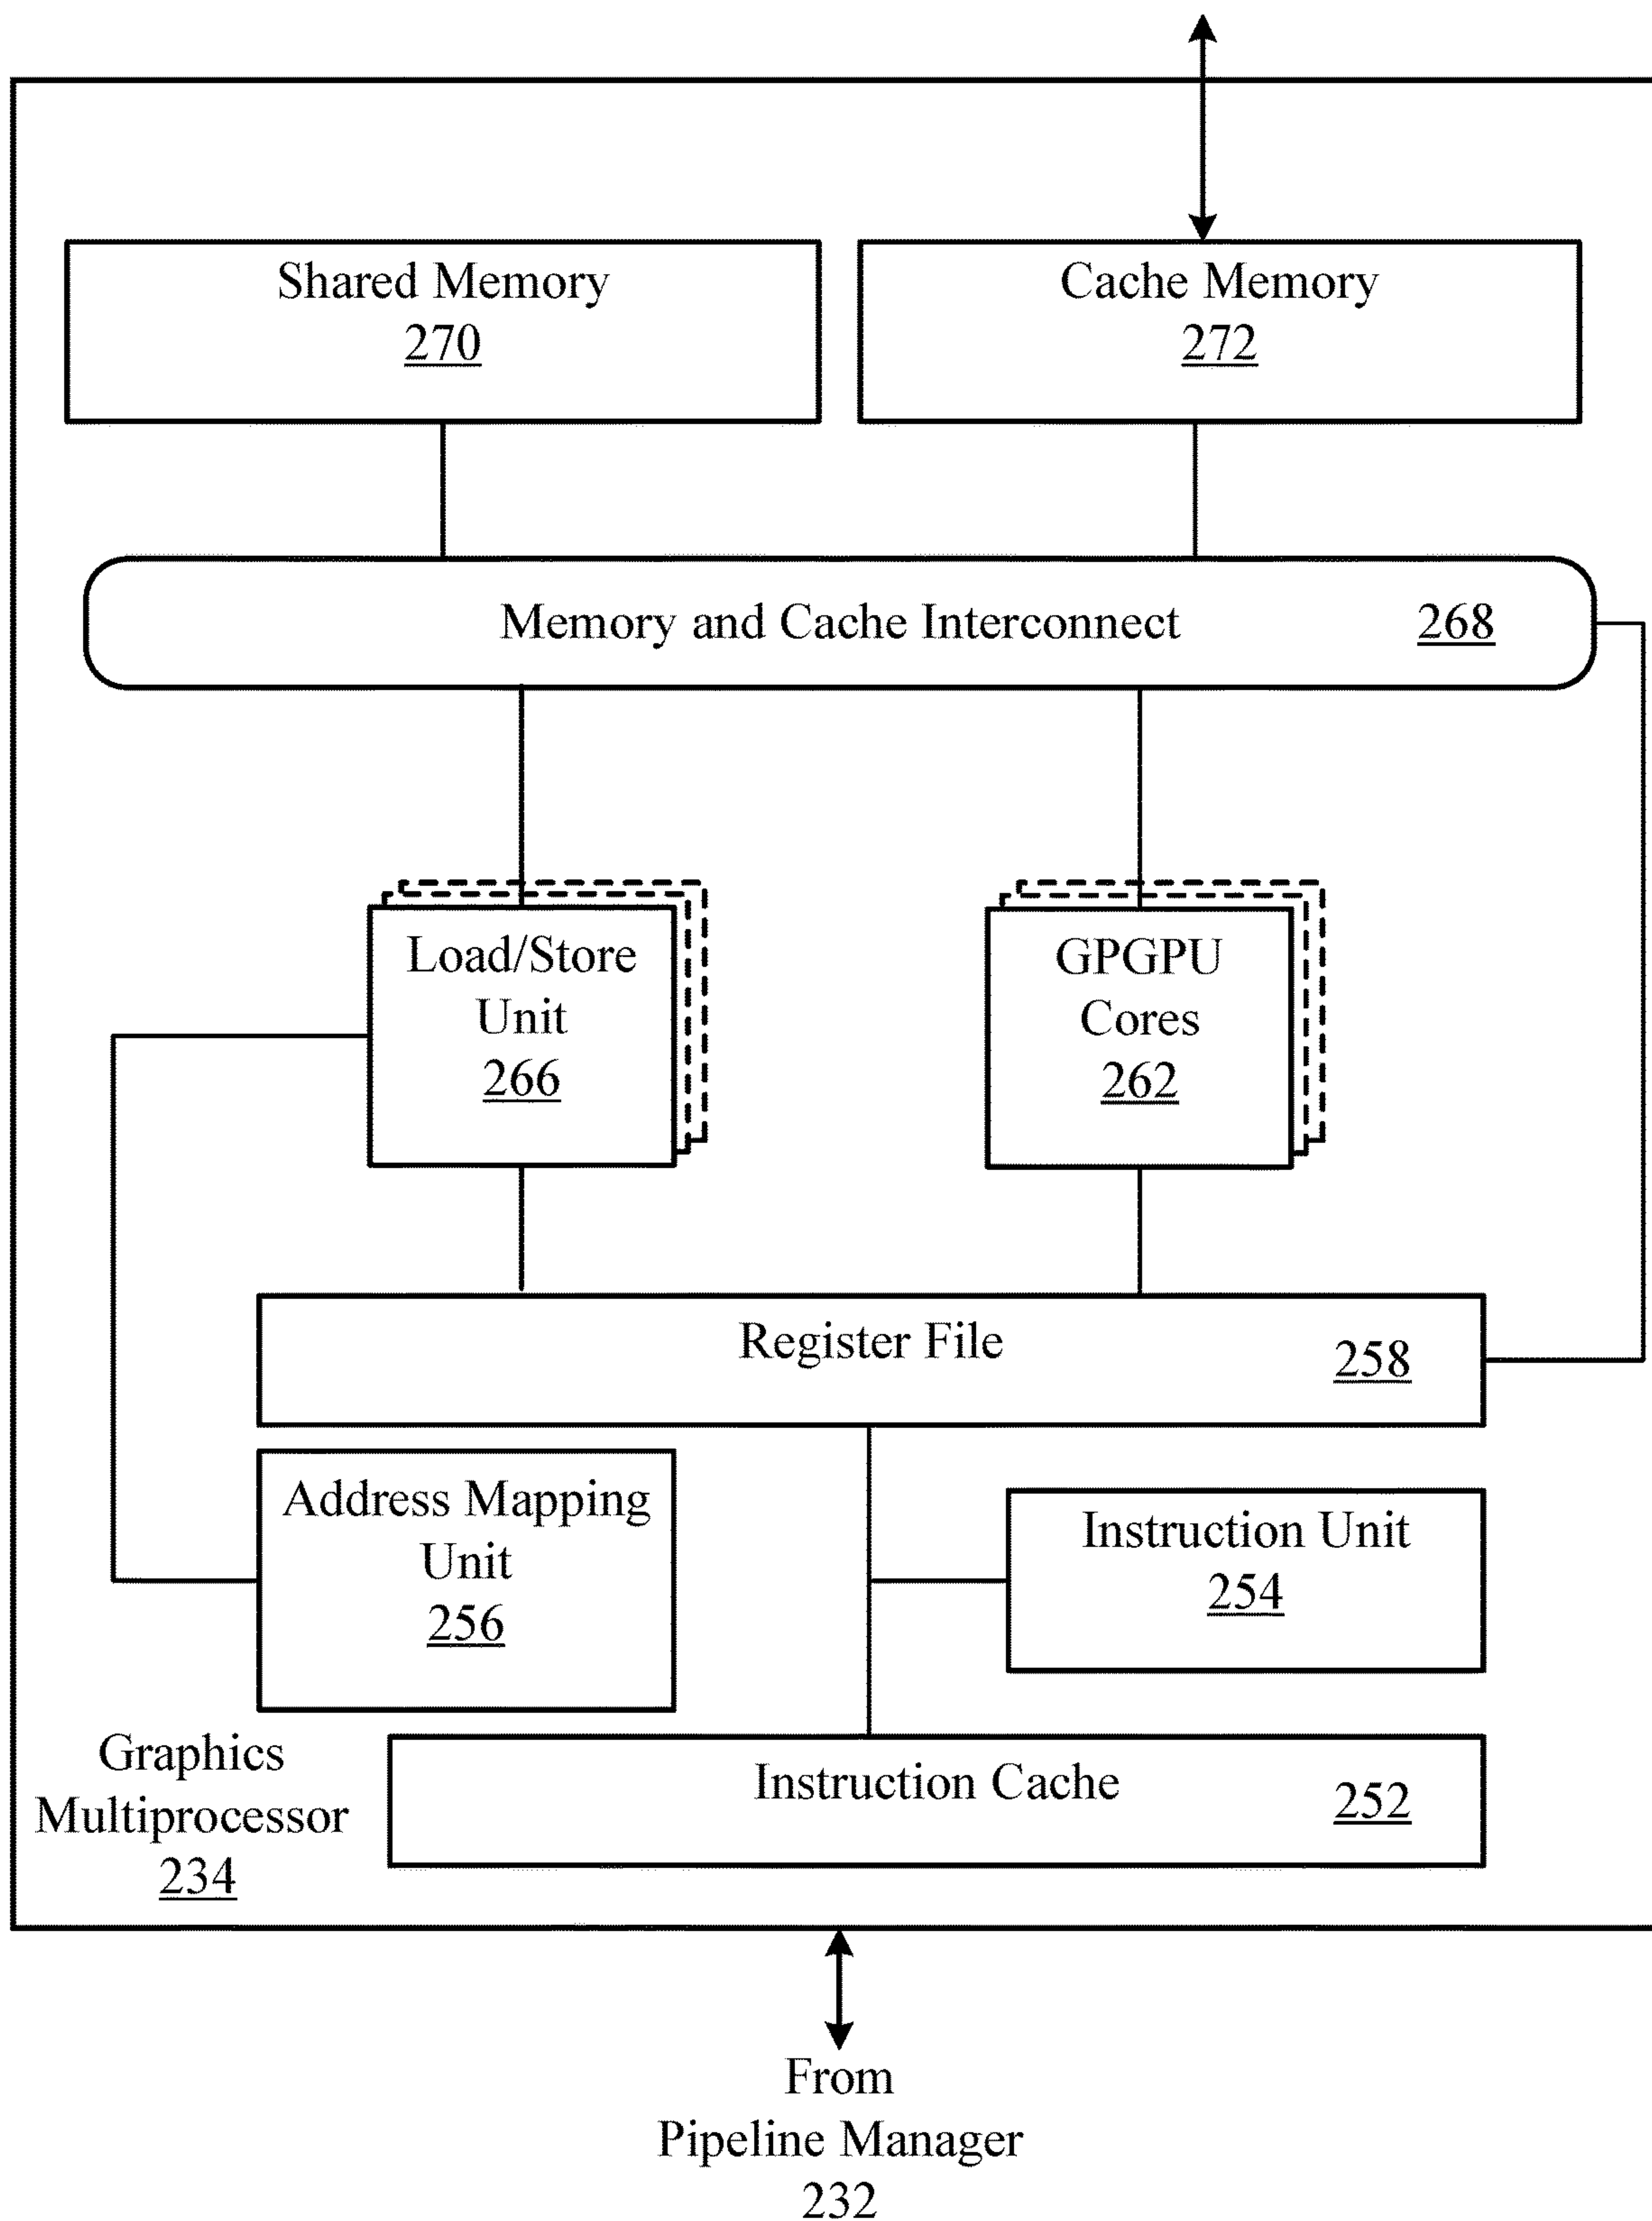 Shared Memory
270
Cache Memory
272
Memory and Cache Interconnect 268
Load/Store
Unit
266
GPGPU
Cores
262
Register File 258
Address Mapping
Unit
256
Instruction Unit
254
Graphics
Multiprocessor
234
Instruction Cache 252
From
Pipeline Manager
232